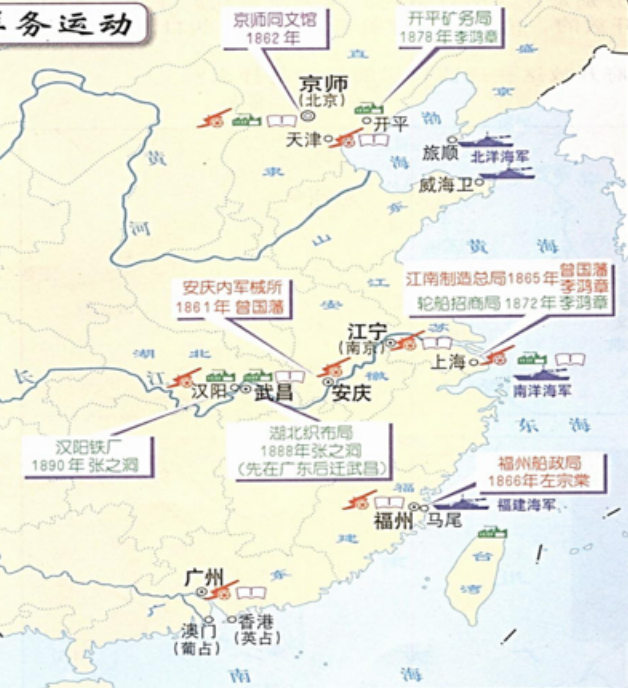 务运动
京师同文馆
1862年
开平矿务局
1878年李鸿章
直
盛
京
京师
(北京)
开平
天津
渤
海
旅顺
北洋海军
威海卫
隶
黄
河
山
东
黄
海
安庆内军械所
1861年 曾国藩
江南制造总局1865年曾国藩
李鸿章
轮船招商局 1872年李鸿章
江
苏
安
徽
江宁
(南京)
上海
南洋海军
湖
北
长
江
汉阳
武昌
安庆
东
海
汉阳铁厂
1890年 张之洞
湖北织布局
1888年张之洞
(先在广东后迁武昌)
福州船政局
1866年左宗棠
福
建
福州
马尾
福建海军
台
湾
广州
广
东
澳门
(葡占)
香港
(英占)
南
海